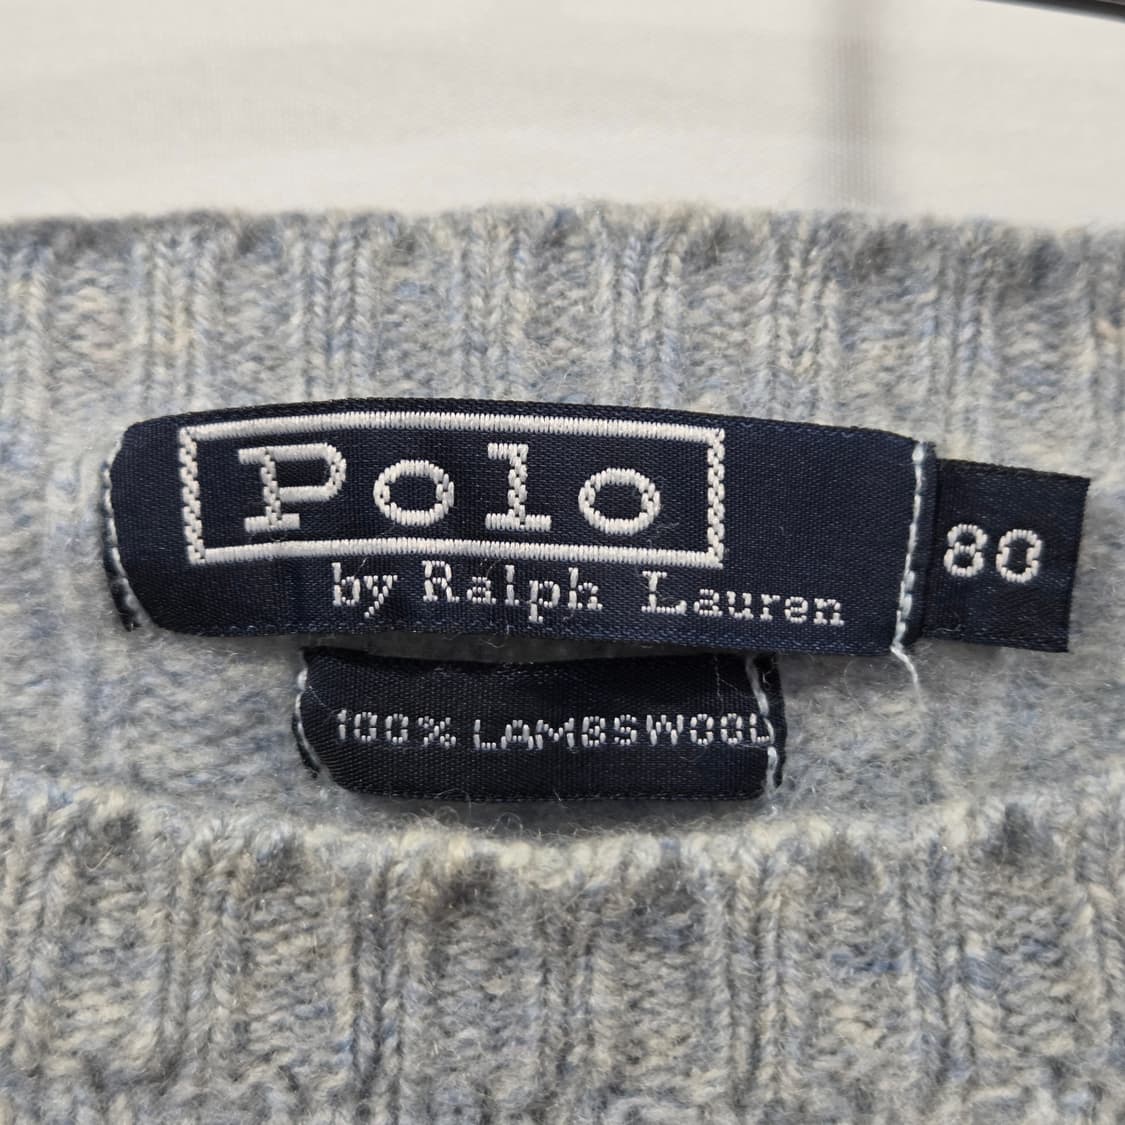 Polo
by Ralph Lauren
80
100% LAMBSWOOL